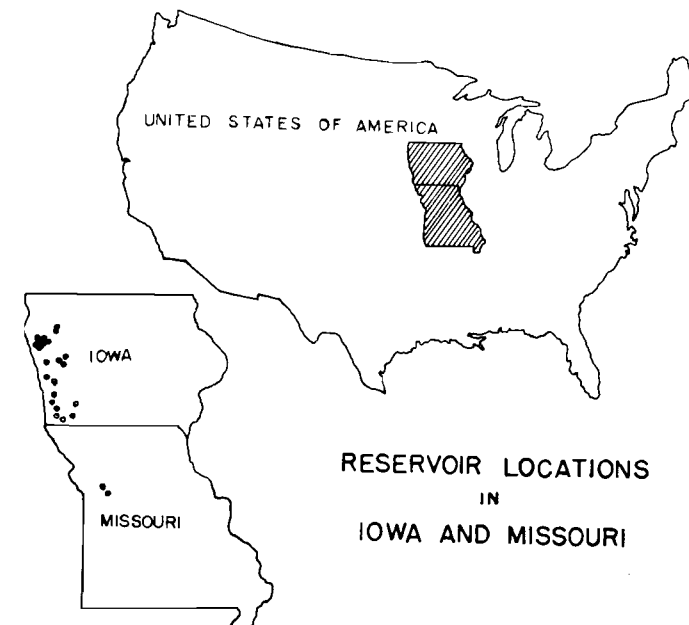 UNITED STATES OF AMERICA
IOWA
MISSOURI
RESERVOIR LOCATIONS
IN
IOWA AND MISSOURI